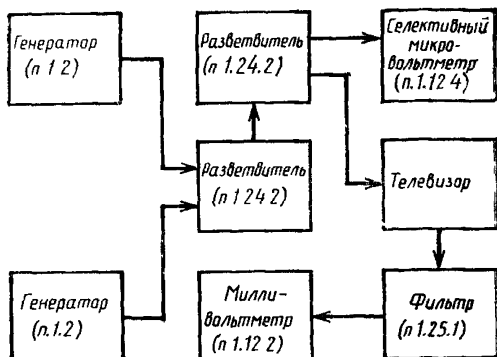 Генератор
(п 1 2)
Разветвитель
(п 1.24.2)
Селективный
микро-
вольтметр
(п.1.12 4)
Разветвитель
(п 1 24 2)
Телевизор
Генератор
(п.1.2)
Милли-
вольтметр
(п 1.12 2)
Фильтр
(п 1.25.1)